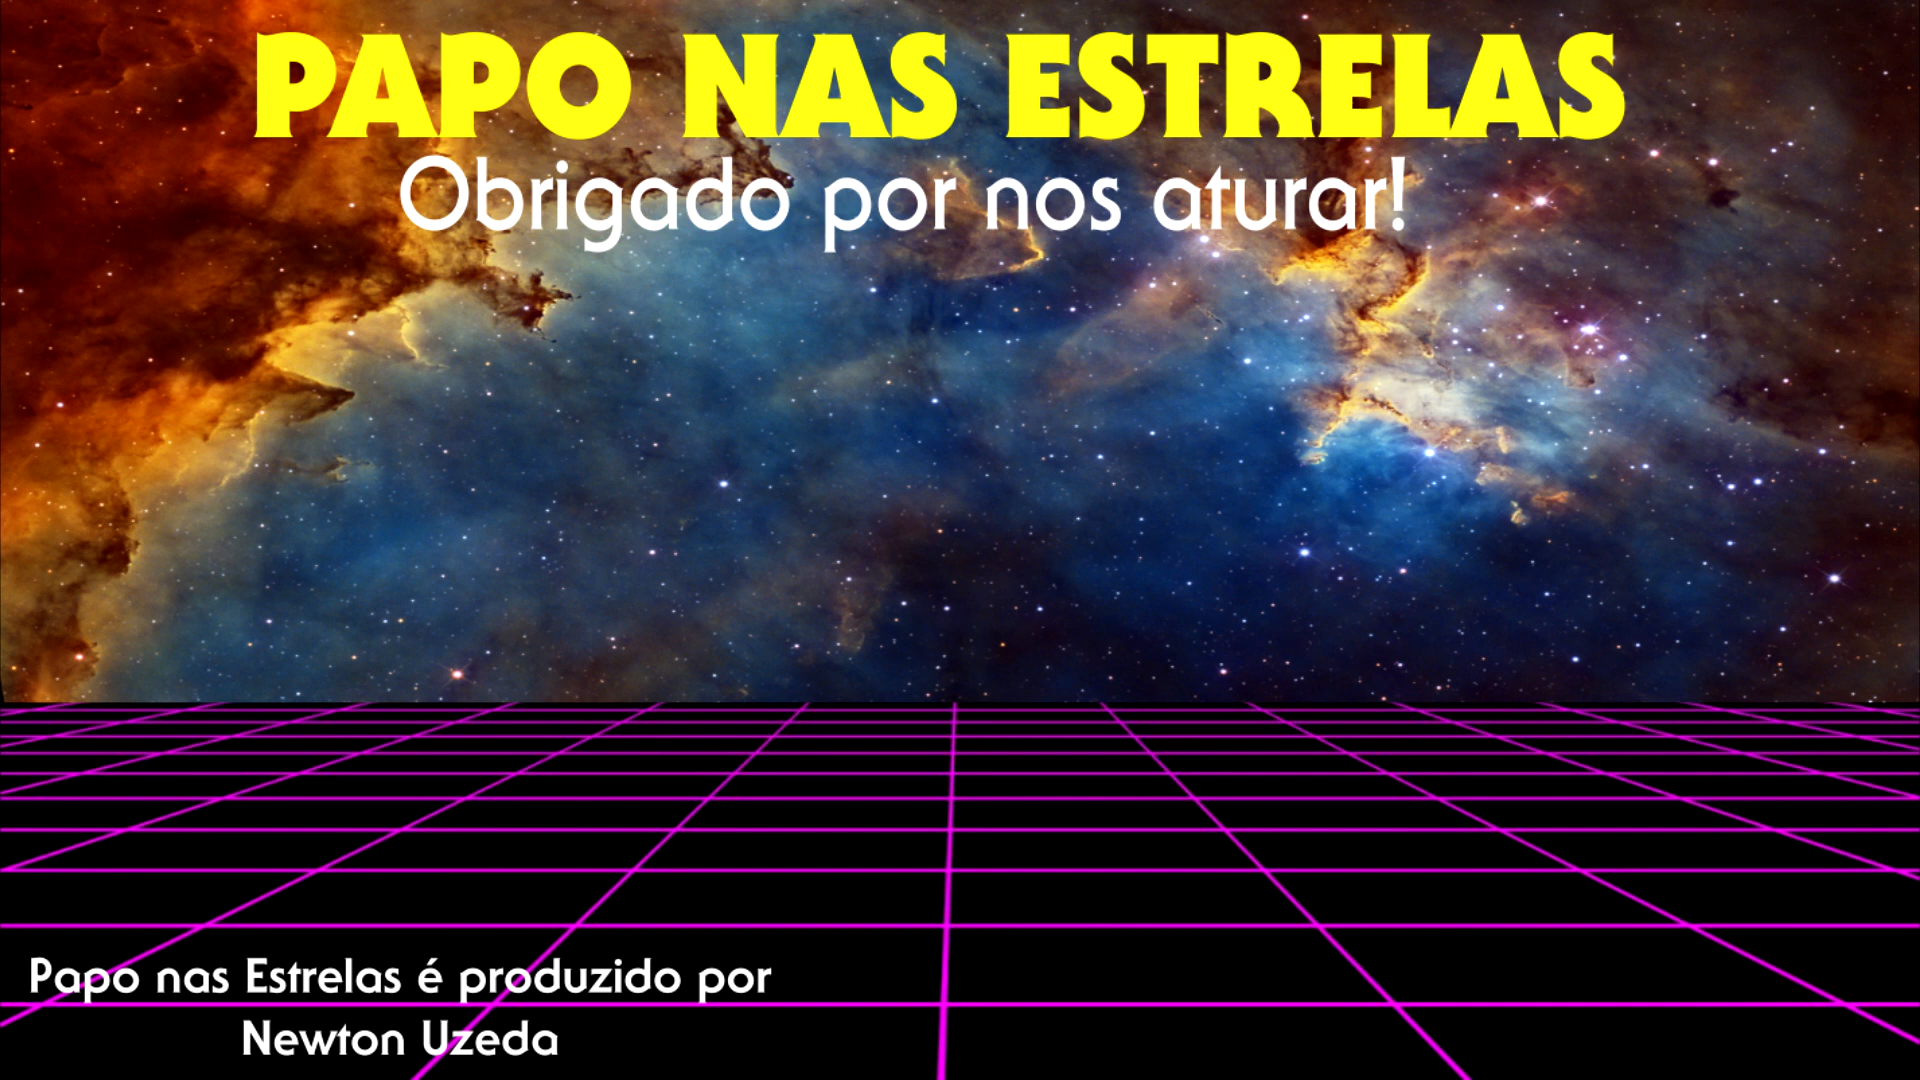 PAPO NAS ESTRELAS
Obrigado por nos aturar!
Papo nas Estrelas é produzido por
Newton Uzeda